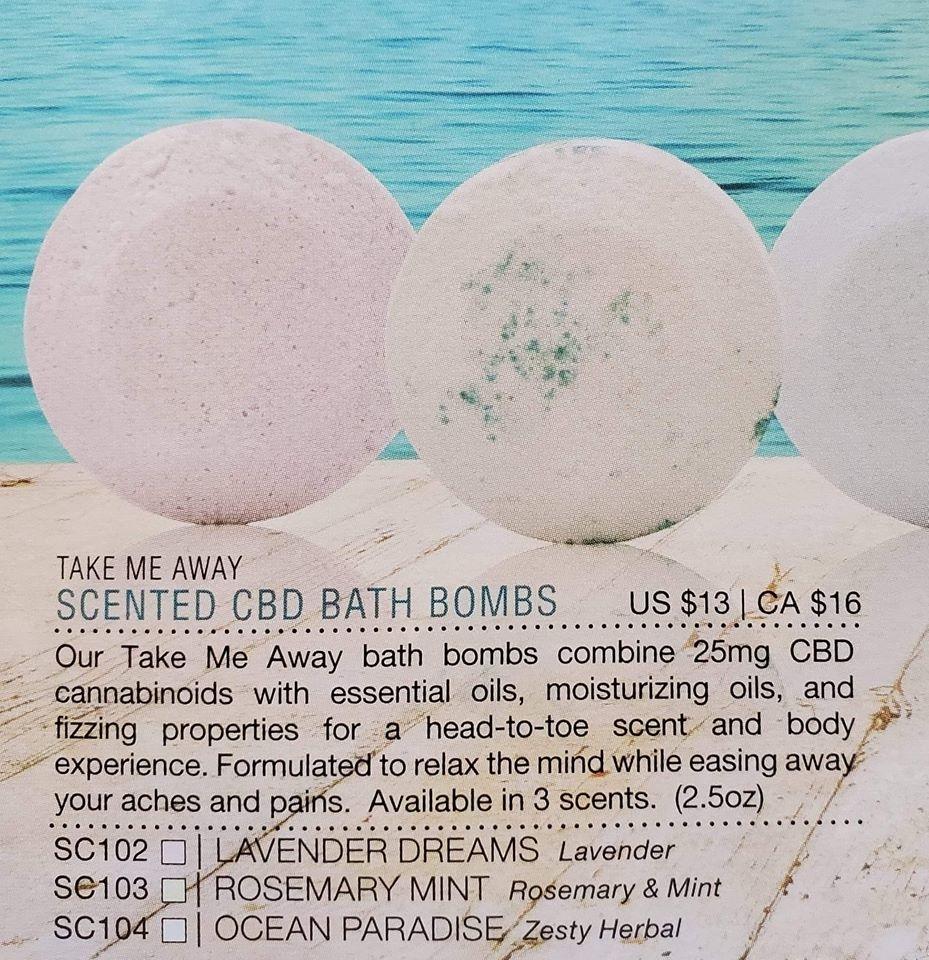 TAKE ME AWAY
SCENTED CBD BATH BOMBS US $13 | CA $16
Our Take Me Away bath bombs combine 25mg CBD
cannabinoids with essential oils, moisturizing oils, and
fizzing properties for a head-to-toe scent and body
experience. Formulated to relax the mind while easing away
your aches and pains. Available in 3 scents. (2.5oz)
SC102 | LAVENDER DREAMS Lavender
SC103 | ROSEMARY MINT Rosemary & Mint
SC104 | OCEAN PARADISE Zesty Herbal